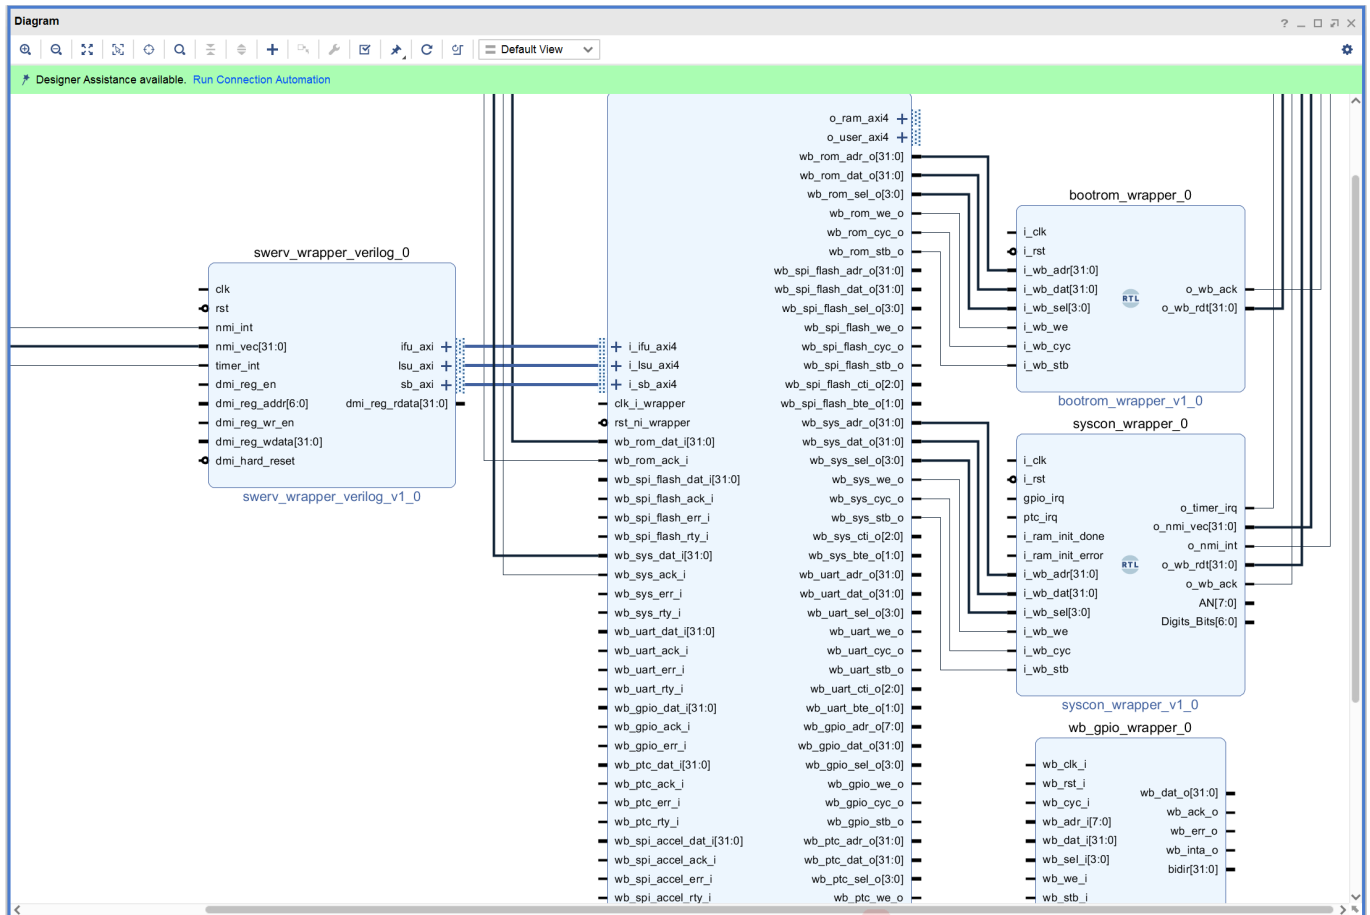 Diagram
Default View
Designer Assistance available. Run Connection Automation
swerv_wrapper_verilog_0
clk
rst
nmi_int
nmi_vec[31:0]
timer_int
dmi_reg_en
dmi_reg_addr[6:0]
dmi_reg_wr_en
dmi_reg_wdata[31:0]
dmi_hard_reset
ifu_axi
lsu_axi
sb_axi
dmi_reg_rdata[31:0]
swerv_wrapper_verilog_v1_0
i_ifu_axi4
i_lsu_axi4
i_sb_axi4
clk_i_wrapper
rst_ni_wrapper
wb_rom_dat_i[31:0]
wb_rom_ack_i
wb_spi_flash_dat_i[31:0]
wb_spi_flash_ack_i
wb_spi_flash_err_i
wb_spi_flash_rty_i
wb_sys_dat_i[31:0]
wb_sys_ack_i
wb_sys_err_i
wb_sys_rty_i
wb_uart_dat_i[31:0]
wb_uart_ack_i
wb_uart_err_i
wb_uart_rty_i
wb_gpio_dat_i[31:0]
wb_gpio_ack_i
wb_gpio_err_i
wb_ptc_dat_i[31:0]
wb_ptc_ack_i
wb_ptc_err_i
wb_ptc_rty_i
wb_spi_accel_dat_i[31:0]
wb_spi_accel_ack_i
wb_spi_accel_err_i
wb_spi_accel_rty_i
o_ram_axi4
o_user_axi4
wb_rom_adr_o[31:0]
wb_rom_dat_o[31:0]
wb_rom_sel_o[3:0]
wb_rom_we_o
wb_rom_cyc_o
wb_rom_stb_o
wb_spi_flash_adr_o[31:0]
wb_spi_flash_dat_o[31:0]
wb_spi_flash_sel_o[3:0]
wb_spi_flash_we_o
wb_spi_flash_cyc_o
wb_spi_flash_stb_o
wb_spi_flash_cti_o[2:0]
wb_spi_flash_bte_o[1:0]
wb_sys_adr_o[31:0]
wb_sys_dat_o[31:0]
wb_sys_sel_o[3:0]
wb_sys_we_o
wb_sys_cyc_o
wb_sys_stb_o
wb_sys_cti_o[2:0]
wb_sys_bte_o[1:0]
wb_uart_adr_o[31:0]
wb_uart_dat_o[31:0]
wb_uart_sel_o[3:0]
wb_uart_we_o
wb_uart_cyc_o
wb_uart_stb_o
wb_uart_cti_o[2:0]
wb_uart_bte_o[1:0]
wb_gpio_adr_o[7:0]
wb_gpio_dat_o[31:0]
wb_gpio_sel_o[3:0]
wb_gpio_we_o
wb_gpio_cyc_o
wb_gpio_stb_o
wb_ptc_adr_o[31:0]
wb_ptc_dat_o[31:0]
wb_ptc_sel_o[3:0]
wb_ptc_we_o
bootrom_wrapper_0
i_clk
i_rst
i_wb_adr[31:0]
i_wb_dat[31:0]
i_wb_sel[3:0]
i_wb_we
i_wb_cyc
i_wb_stb
RTL
o_wb_ack
o_wb_rdt[31:0]
bootrom_wrapper_v1_0
syscon_wrapper_0
i_clk
i_rst
gpio_irq
ptc_irq
i_ram_init_done
i_ram_init_error
i_wb_adr[31:0]
i_wb_dat[31:0]
i_wb_sel[3:0]
i_wb_we
i_wb_cyc
i_wb_stb
RTL
o_timer_irq
o_nmi_vec[31:0]
o_nmi_int
o_wb_rdt[31:0]
o_wb_ack
AN[7:0]
Digits_Bits[6:0]
syscon_wrapper_v1_0
wb_gpio_wrapper_0
wb_clk_i
wb_rst_i
wb_cyc_i
wb_adr_i[7:0]
wb_dat_i[31:0]
wb_sel_i[3:0]
wb_we_i
wb_stb_i
wb_dat_o[31:0]
wb_ack_o
wb_err_o
wb_inta_o
bidir[31:0]